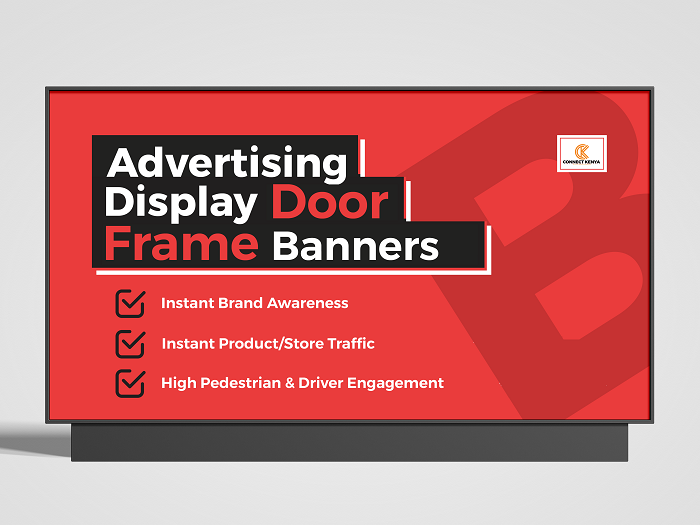 Advertising
Display Door
Frame Banners
CONNECT KENYA
Instant Brand Awareness
Instant Product/Store Traffic
High Pedestrian & Driver Engagement